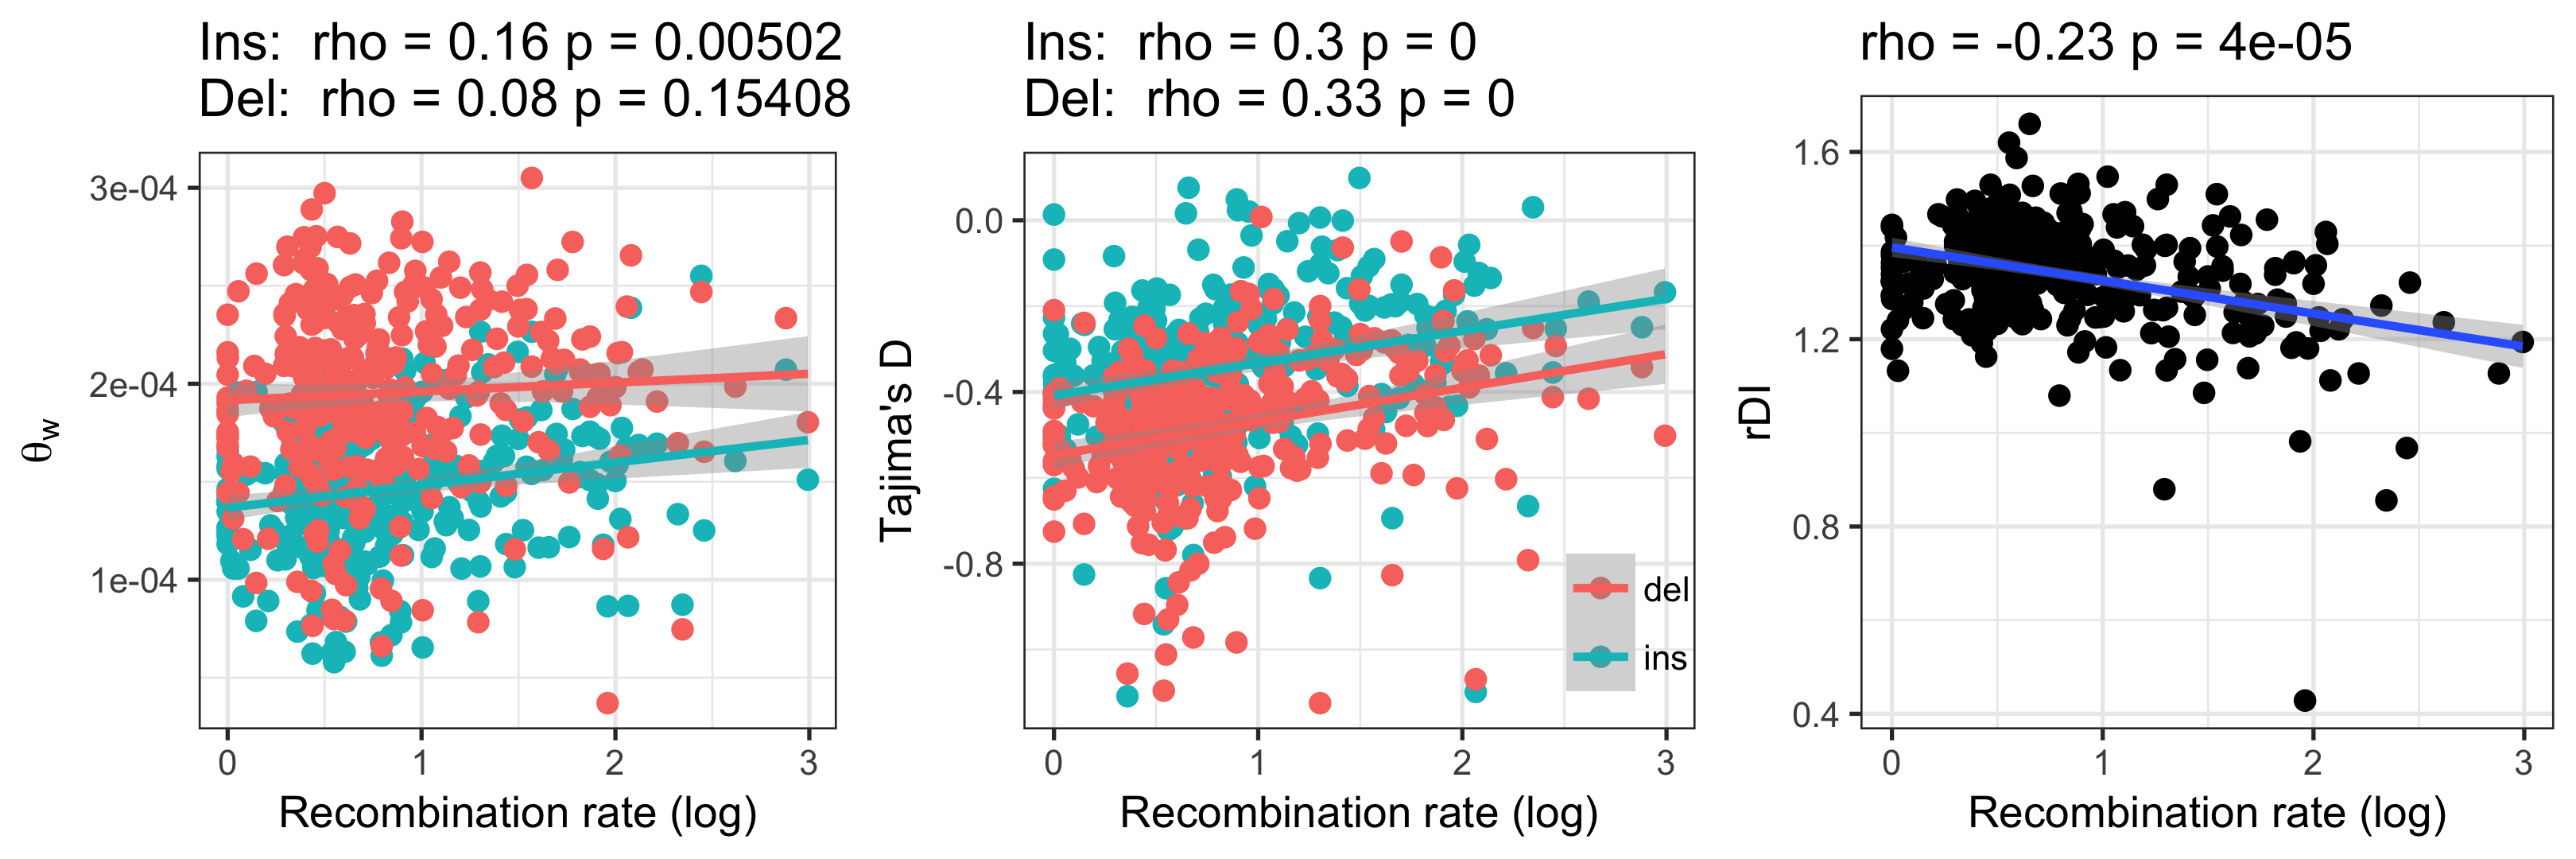 Ins:  rho = 0.16 p = 0.00502
Del:  rho = 0.08 p = 0.15408
3e-04
2e-04
1e-04
θw
0
1
2
3
Recombination rate (log)
Ins:  rho = 0.3 p = 0
Del:  rho = 0.33 p = 0
0.0
-0.4
-0.8
Tajima's D
del
ins
0
1
2
3
Recombination rate (log)
rho = -0.23 p = 4e-05
1.6
1.2
0.8
0.4
rDI
0
1
2
3
Recombination rate (log)